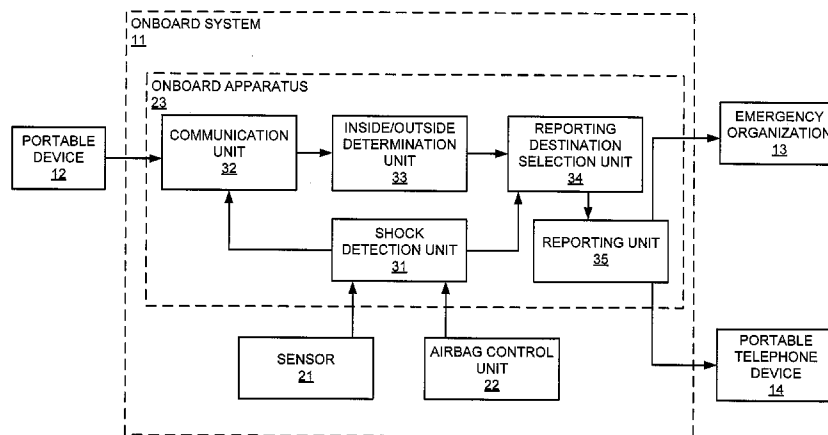 ONBOARD SYSTEM
11
ONBOARD APPARATUS
23
PORTABLE
DEVICE
12
COMMUNICATION
UNIT
32
INSIDE/OUTSIDE
DETERMINATION
UNIT
33
REPORTING
DESTINATION
SELECTION UNIT
34
EMERGENCY
ORGANIZATION
13
SHOCK
DETECTION UNIT
31
REPORTING UNIT
35
SENSOR
21
AIRBAG CONTROL
UNIT
22
PORTABLE
TELEPHONE
DEVICE
14